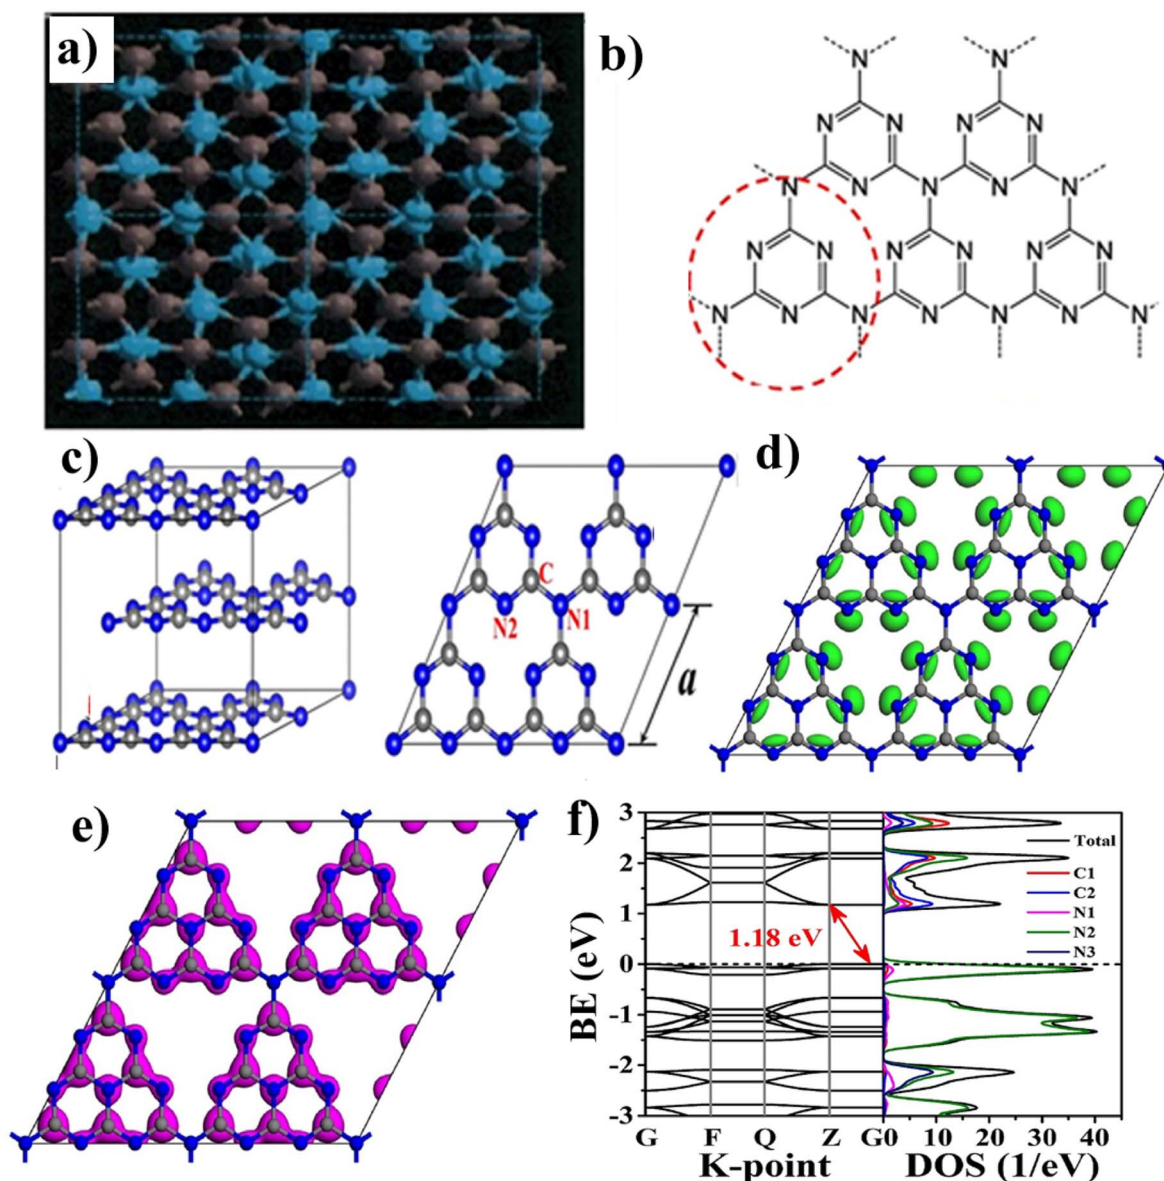 a)
b)
N N
N N N N
N N N N N
N N N N N N
N N N N N N N
c)
C
N2 N1
a
d)
e)
f)
3
2
1
0
-1
-2
-3
BE (eV)
1.18 eV
G F Q Z G
K-point
Total
C1
C2
N1
N2
N3
0 10 20 30 40
DOS (1/eV)